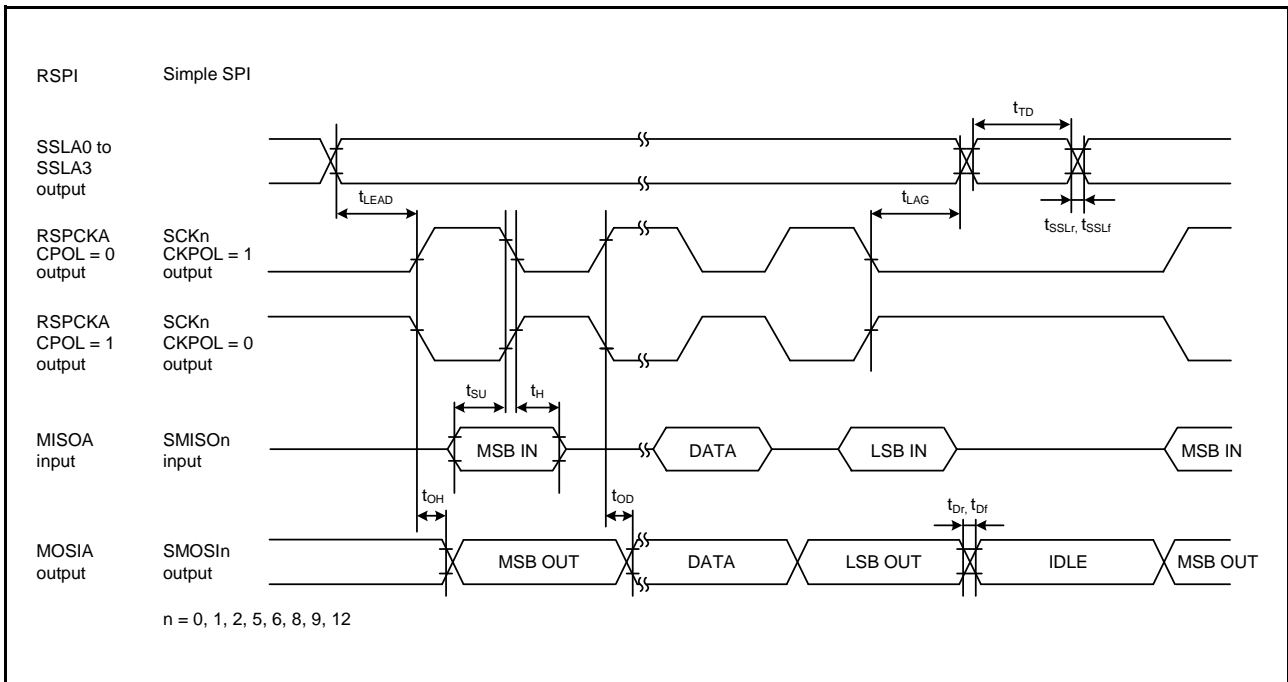 RSPI Simple SPI
SSLA0 to
SSLA3
output
tTD
tLEAD
tLAG
tSSLr, tSSLf
RSPCKA SCKn
CPOL = 0 CKPOL = 1
output output
RSPCKA SCKn
CPOL = 1 CKPOL = 0
output output
tSU tH
MISOA SMISOn
input input
MSB IN DATA LSB IN MSB IN
tOH tOD tDr, tDf
MOSIA SMOSIn
output output
MSB OUT DATA LSB OUT IDLE MSB OUT
n = 0, 1, 2, 5, 6, 8, 9, 12